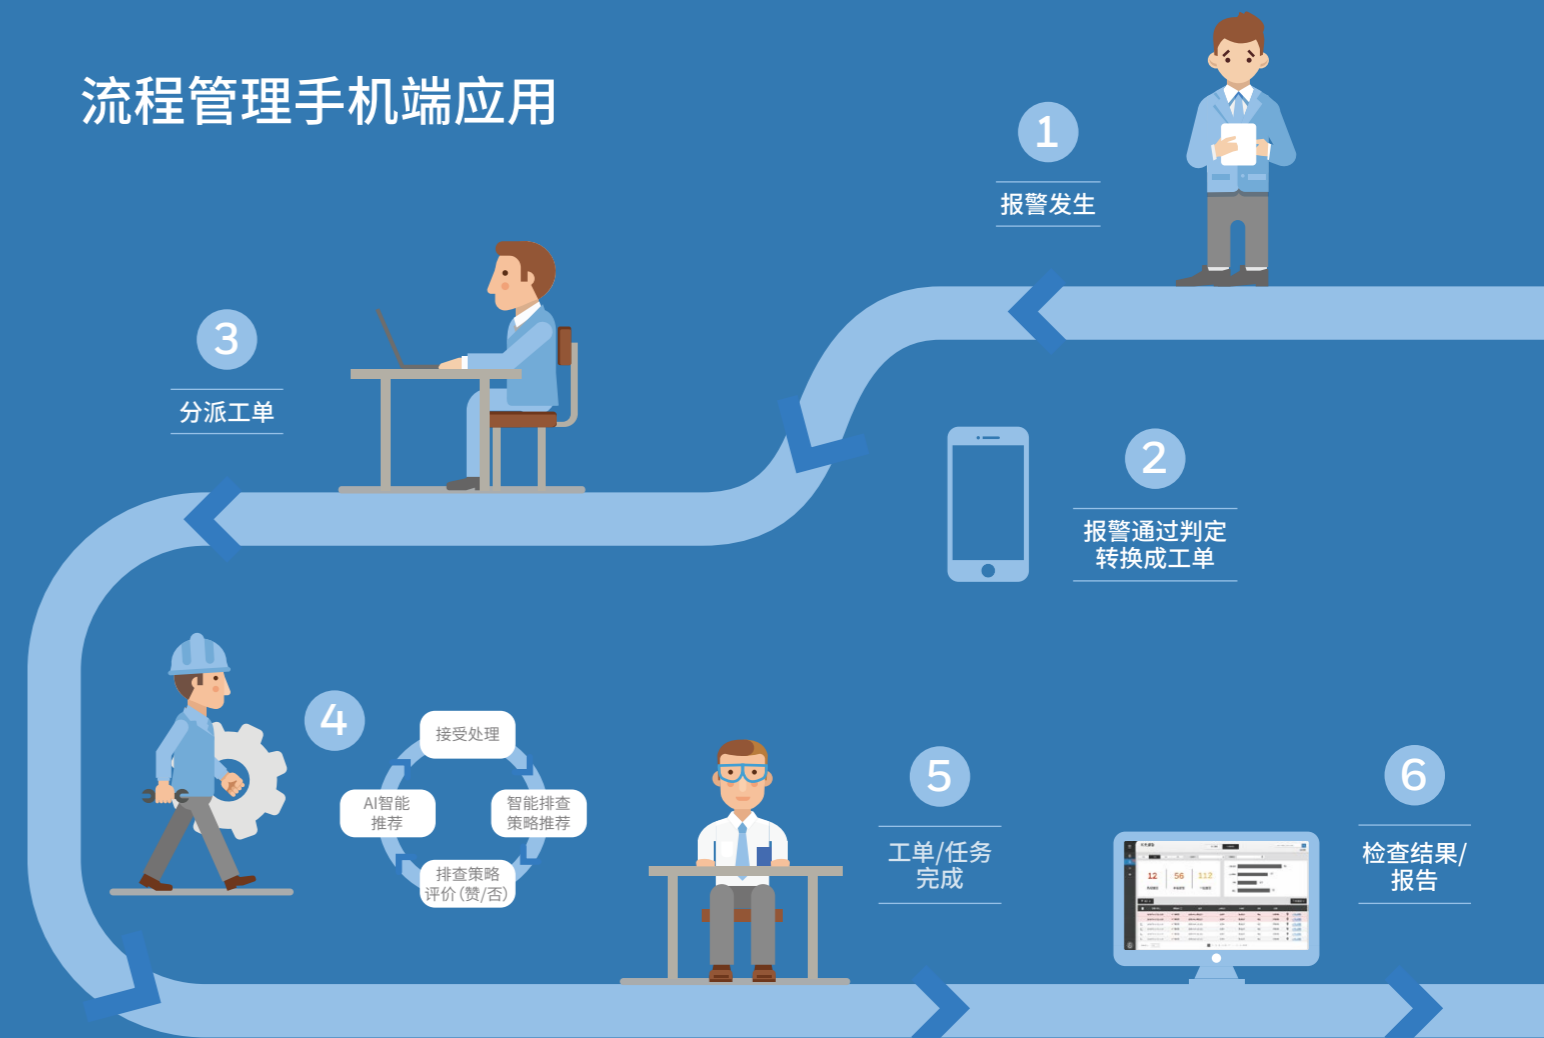 流程管理手机端应用
1
报警发生
2
报警通过判定
转换成工单
3
分派工单
4
接受处理
智能排查
策略推荐
排查策略
评价(赞/否)
AI智能
推荐
5
工单/任务
完成
6
检查结果/
报告
12
56
112